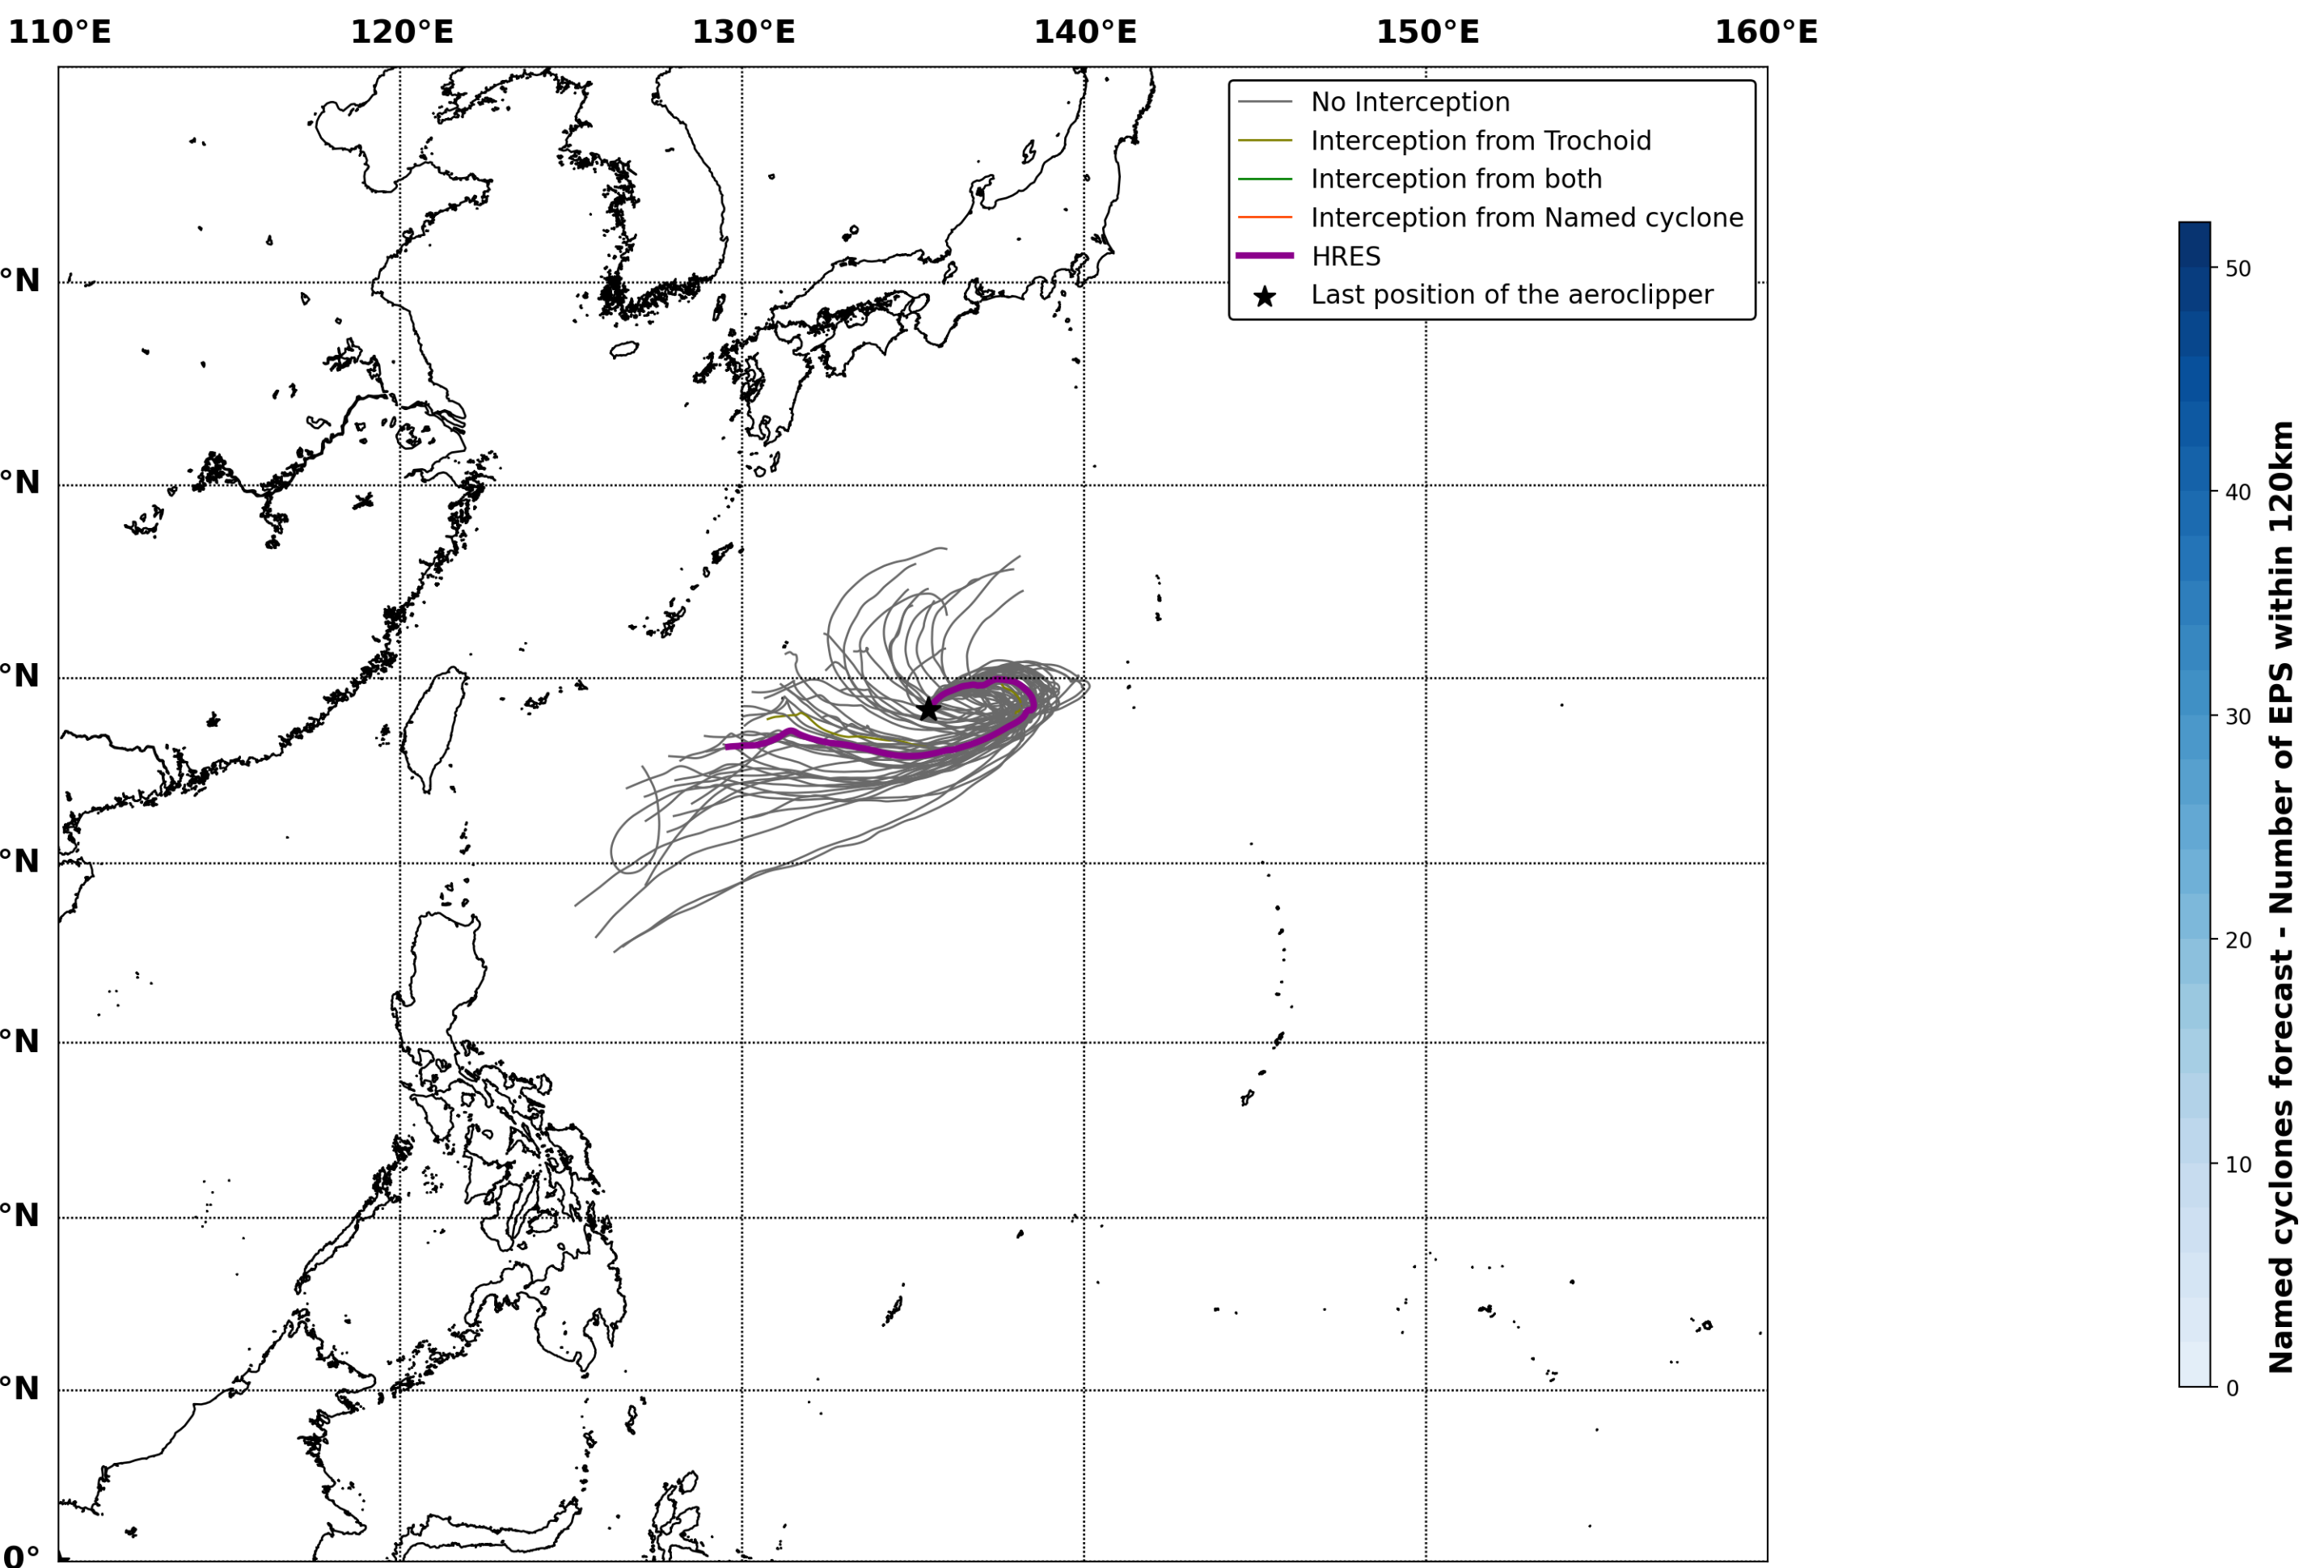 110°E 120°E 130°E 140°E 150°E 160°E
No Interception
Interception from Trochoid
Interception from both
Interception from Named cyclone
HRES
Last position of the aeroclipper
°N
°N
°N
°N
°N
°N
°N
0°
50
40
30
20
10
0
Named cyclones forecast - Number of EPS within 120km